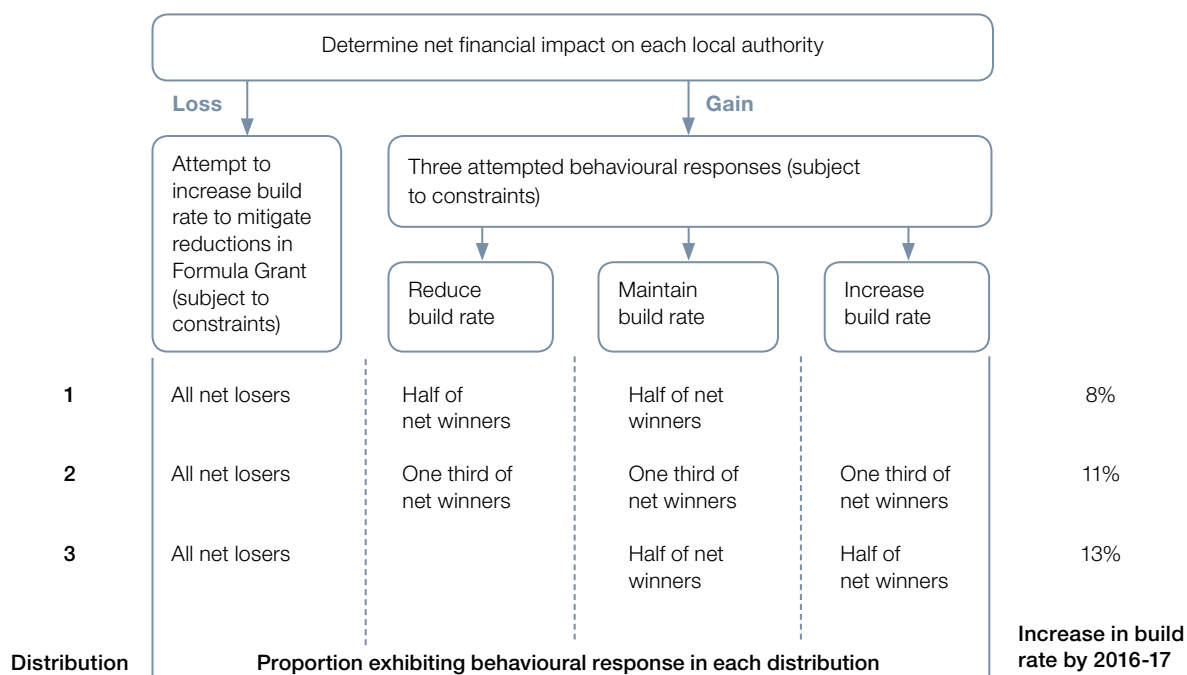 Determine net financial impact on each local authority
Loss
Gain
Attempt to
increase build
rate to mitigate
reductions in
Formula Grant
(subject to
constraints)
Three attempted behavioural responses (subject
to constraints)
Reduce
build rate
Maintain
build rate
Increase
build rate
1
All net losers
Half of
net winners
Half of net
winners
8%
2
All net losers
One third of
net winners
One third of
net winners
One third of
net winners
11%
3
All net losers
Half of net
winners
Half of
net winners
13%
Distribution
Proportion exhibiting behavioural response in each distribution
Increase in build
rate by 2016-17